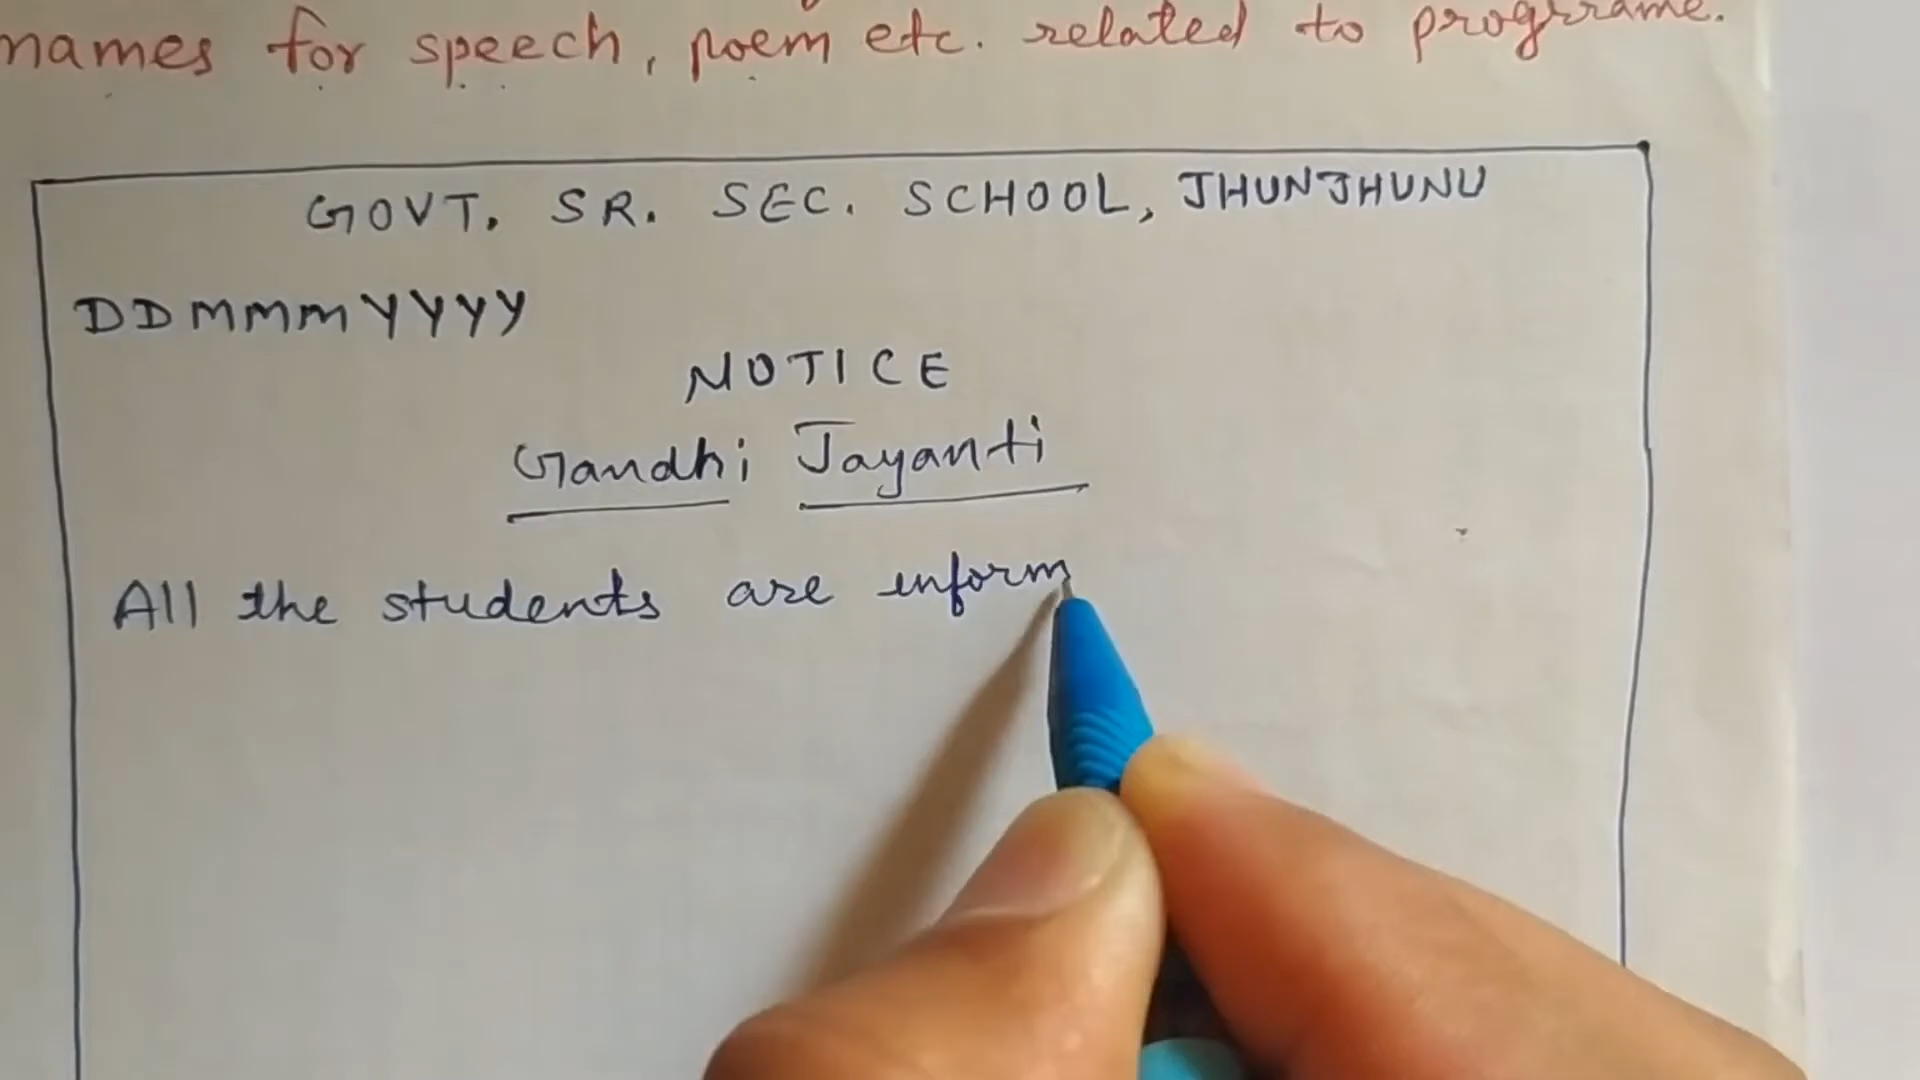 names for speech, poem etc. related to programe.
GOVT. SR. SEC. SCHOOL, JHUNJHUNU
DDMMMYYYY
NOTICE
Gandhi Jayanti
All the students are inform